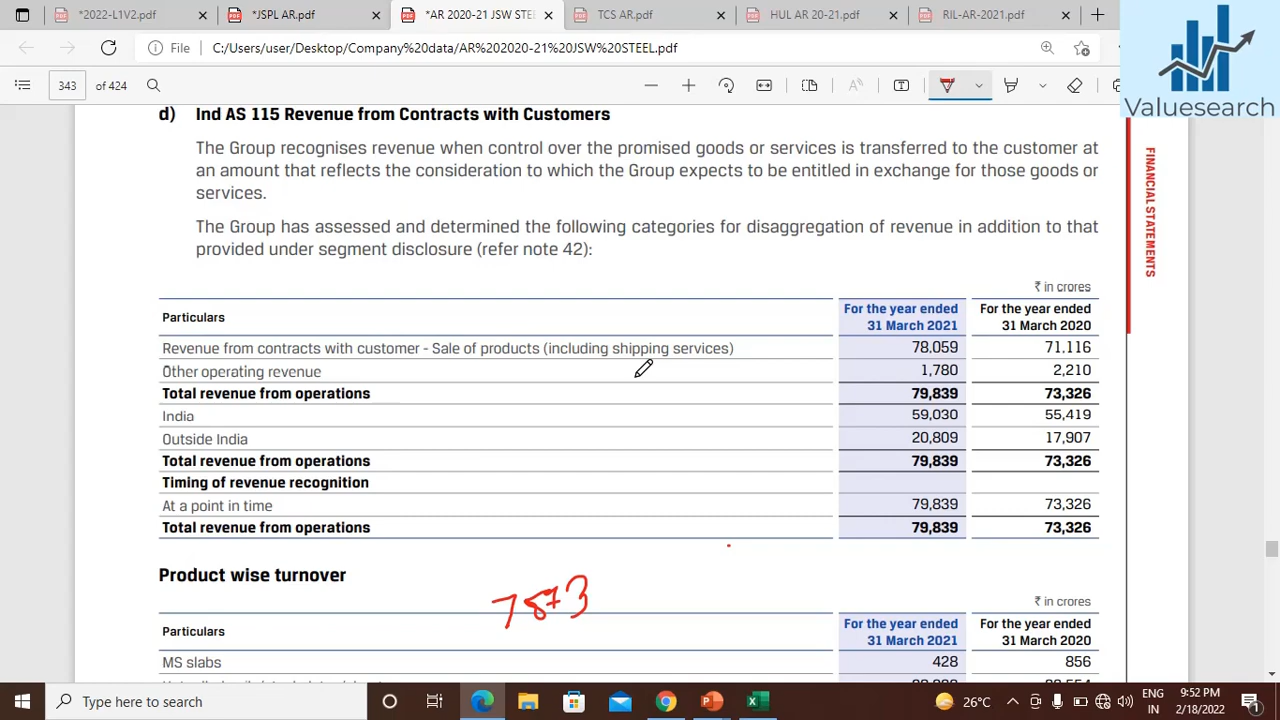 *2022-L1V2.pdf
*JSPL AR.pdf
*AR 2020-21 JSW STEE
TCS AR.pdf
HUL AR 20-21.pdf
RIL-AR-2021.pdf
File C:/Users/user/Desktop/Company%20data/AR%202020-21%20JSW%20STEEL.pdf
343 of 424
Valuesearch
d) Ind AS 115 Revenue from Contracts with Customers
The Group recognises revenue when control over the promised goods or services is transferred to the customer at
an amount that reflects the consideration to which the Group expects to be entitled in exchange for those goods or
services.
The Group has assessed and determined the following categories for disaggregation of revenue in addition to that
provided under segment disclosure (refer note 42):
FINANCIAL STATEMENTS
₹ in crores
Particulars For the year ended 31 March 2021 For the year ended 31 March 2020
Revenue from contracts with customer - Sale of products (including shipping services) 78,059 71,116
Other operating revenue 1,780 2,210
Total revenue from operations 79,839 73,326
India 59,030 55,419
Outside India 20,809 17,907
Total revenue from operations 79,839 73,326
Timing of revenue recognition
At a point in time 79,839 73,326
Total revenue from operations 79,839 73,326
Product wise turnover
7873
₹ in crores
Particulars For the year ended 31 March 2021 For the year ended 31 March 2020
MS slabs 428 856
Type here to search
26°C
ENG
IN
9:52 PM
2/18/2022